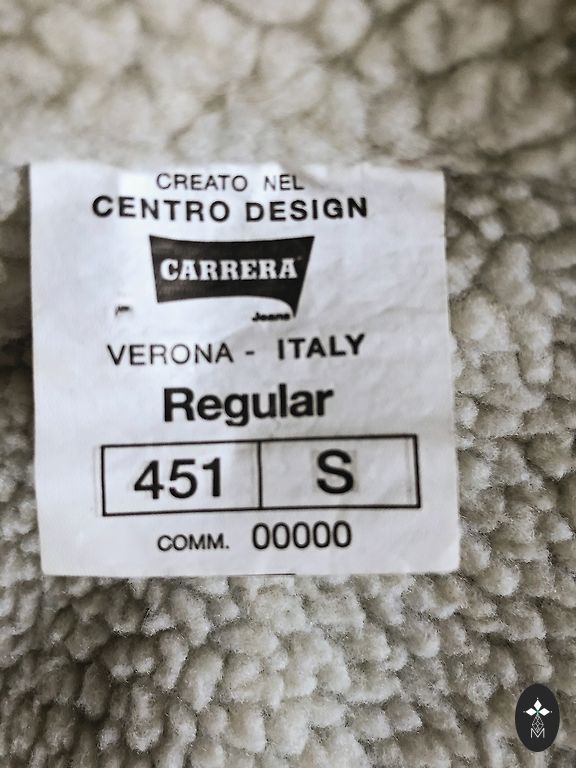 CREATO NEL
CENTRO DESIGN
CARRERA
Jeans
VERONA - ITALY
Regular
451 S
COMM. 00000
M